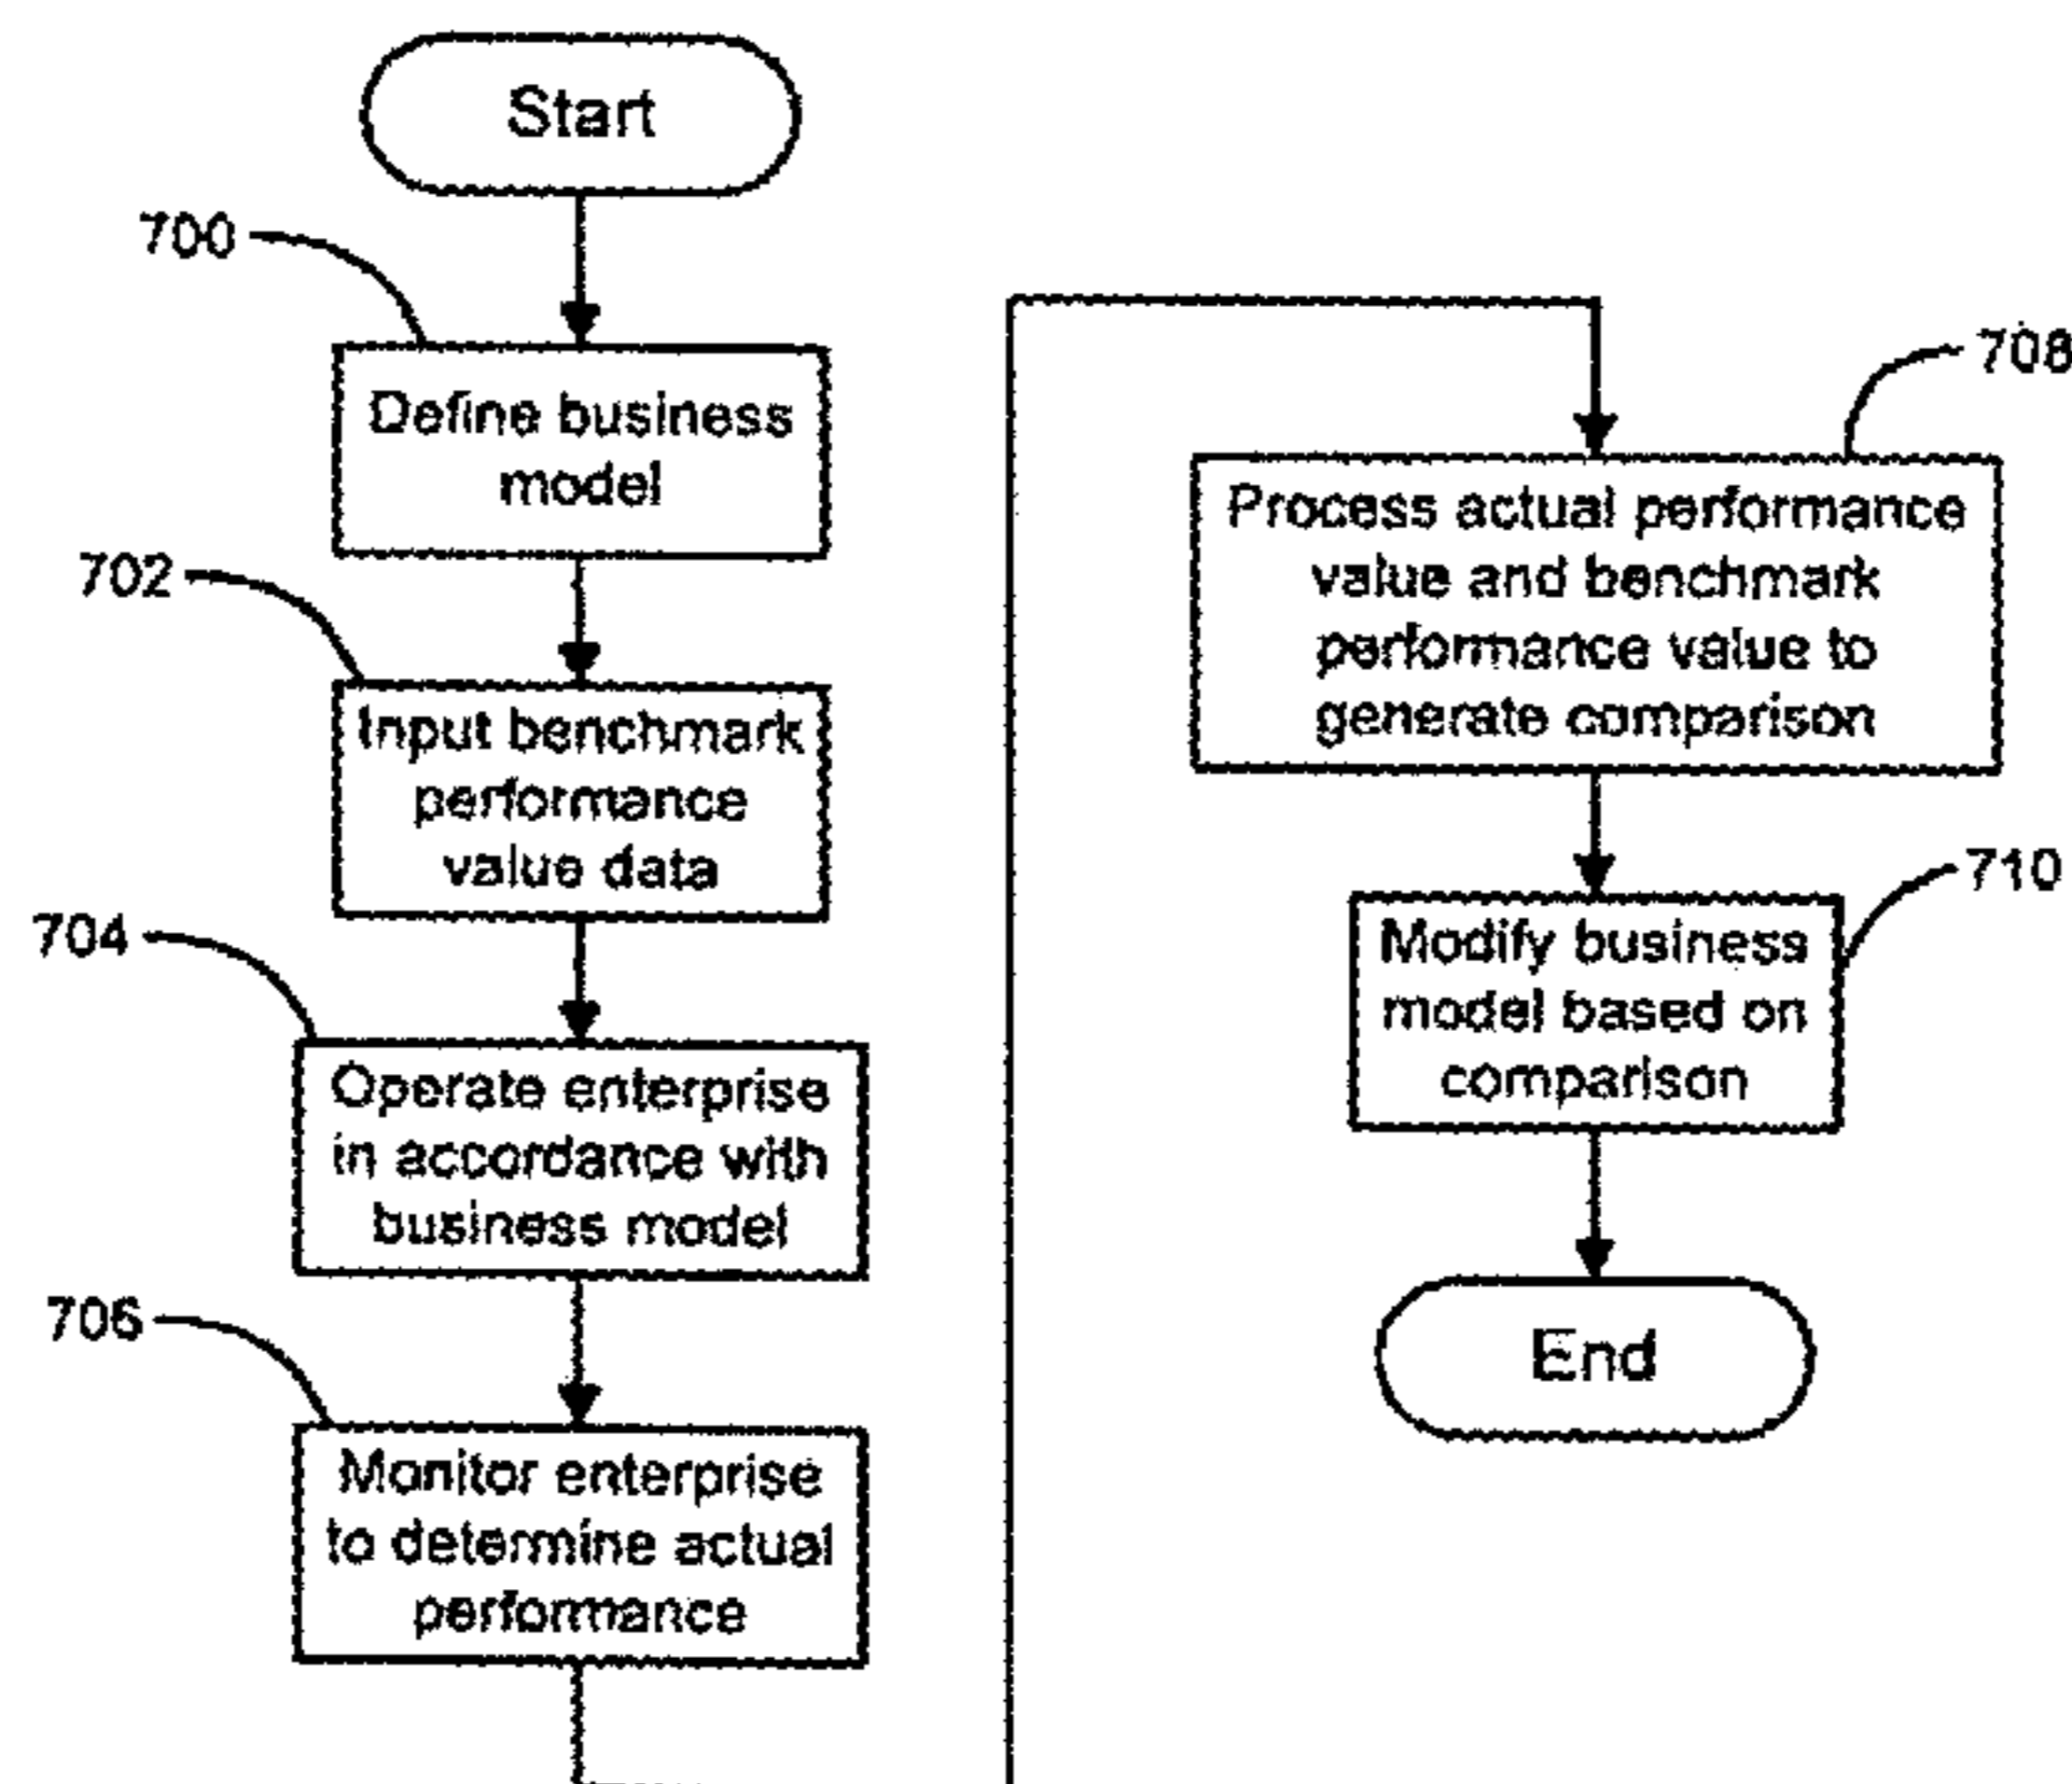 Start
700
Define business
model
702
Input benchmark
performance
value data
704
Operate enterprise
in accordance with
business model
706
Monitor enterprise
to determine actual
performance
708
Process actual performance
value and benchmark
performance value to
generate comparison
710
Modify business
model based on
comparison
End